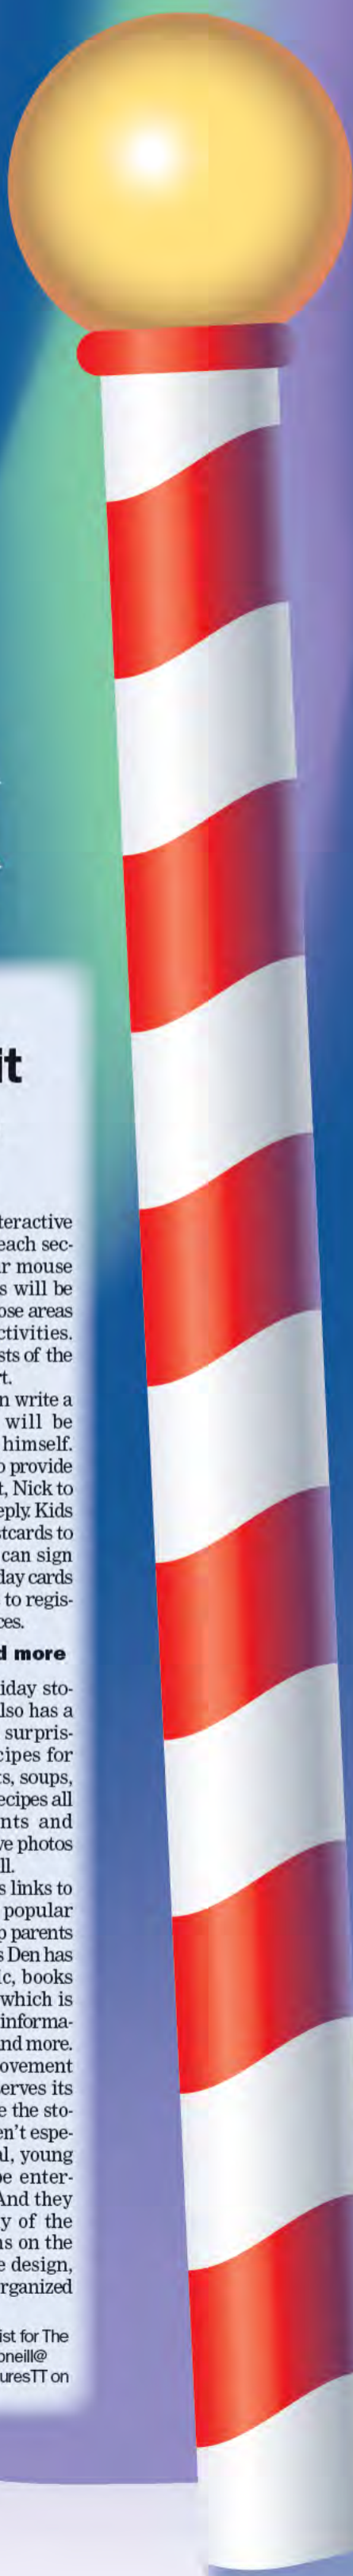 it
teractive
each sec-
r mouse
s will be
ose areas
ctivities.
sts of the
rt.
n write a
will be
himself.
o provide
t, Nick to
eply. Kids
stcards to
can sign
day cards
to regis-
ces.
d more
iday sto-
lso has a
surpris-
cipes for
ts, soups,
ecipes all
nts and
ve photos
ll.
s links to
popular
p parents
s Den has
ic, books
which is
informa-
nd more.
ovement
erves its
e the sto-
en't espe-
al, young
be enter-
And they
y of the
ns on the
e design,
rganized
ist for The
oneill@
uresTT on